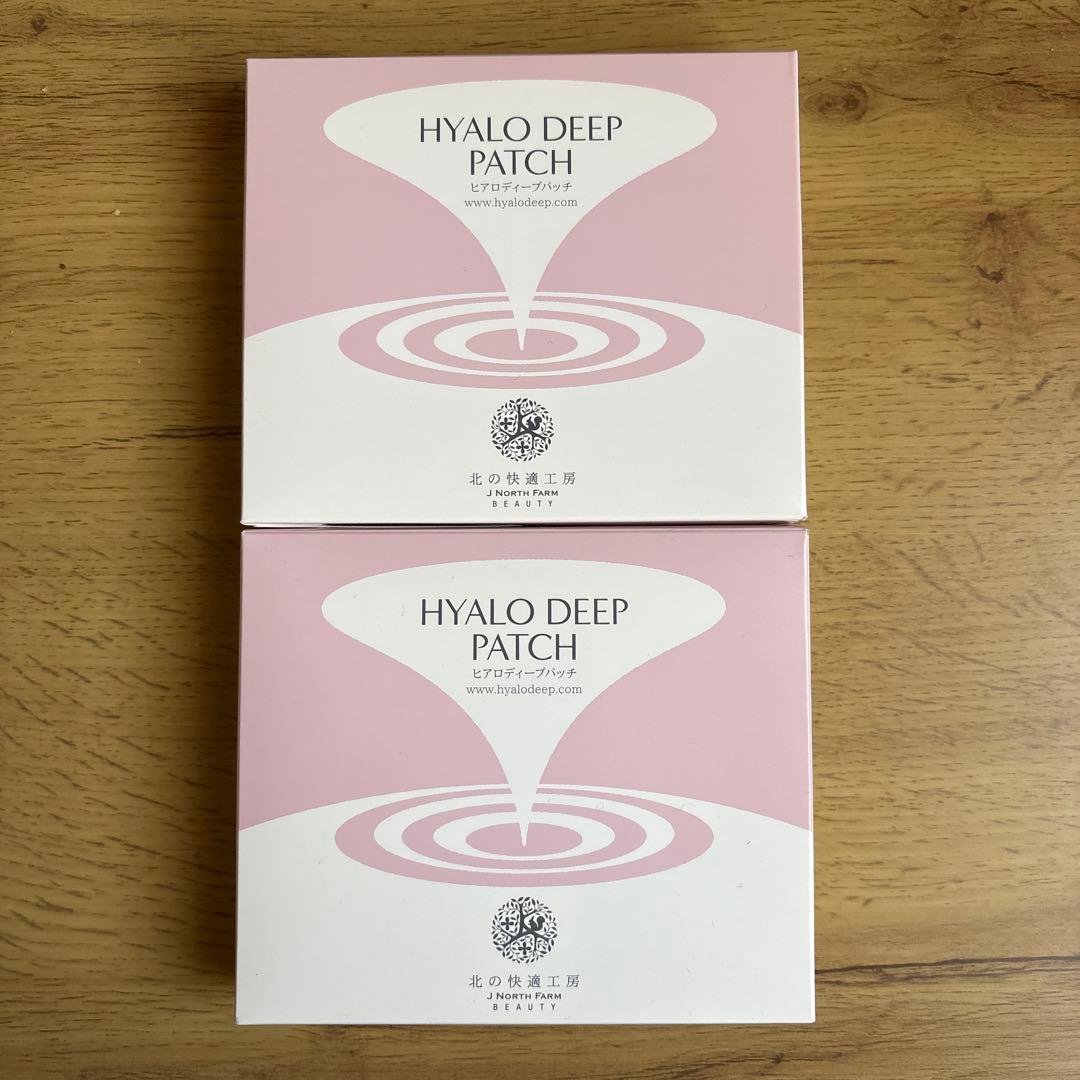 HYALO DEEP
PATCH
ヒアロディープパッチ
www.hyalodeep.com
北の快適工房
J NORTH FARM
BEAUTY
HYALO DEEP
PATCH
ヒアロディープパッチ
www.hyalodeep.com
北の快適工房
J NORTH FARM
BEAUTY